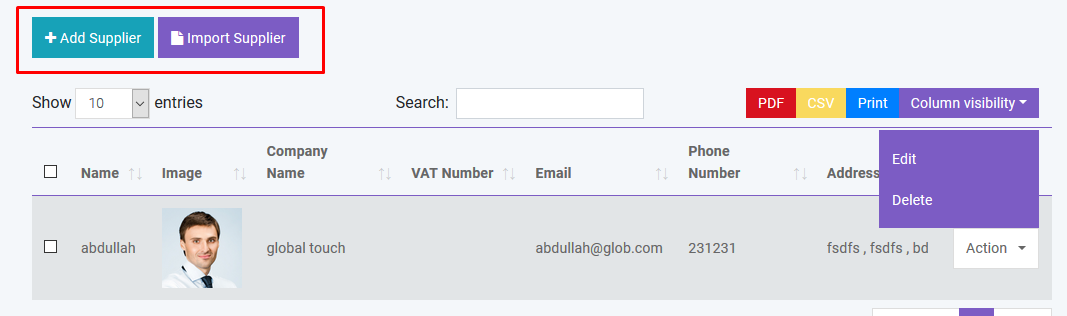 Add Supplier Import Supplier
Show 10 entries Search: PDF CSV Print Column visibility
Edit
Delete
Name Image Company Name VAT Number Email Phone Number Address
abdullah global touch abdullah@glob.com 231231 fsdfs , fsdfs , bd Action